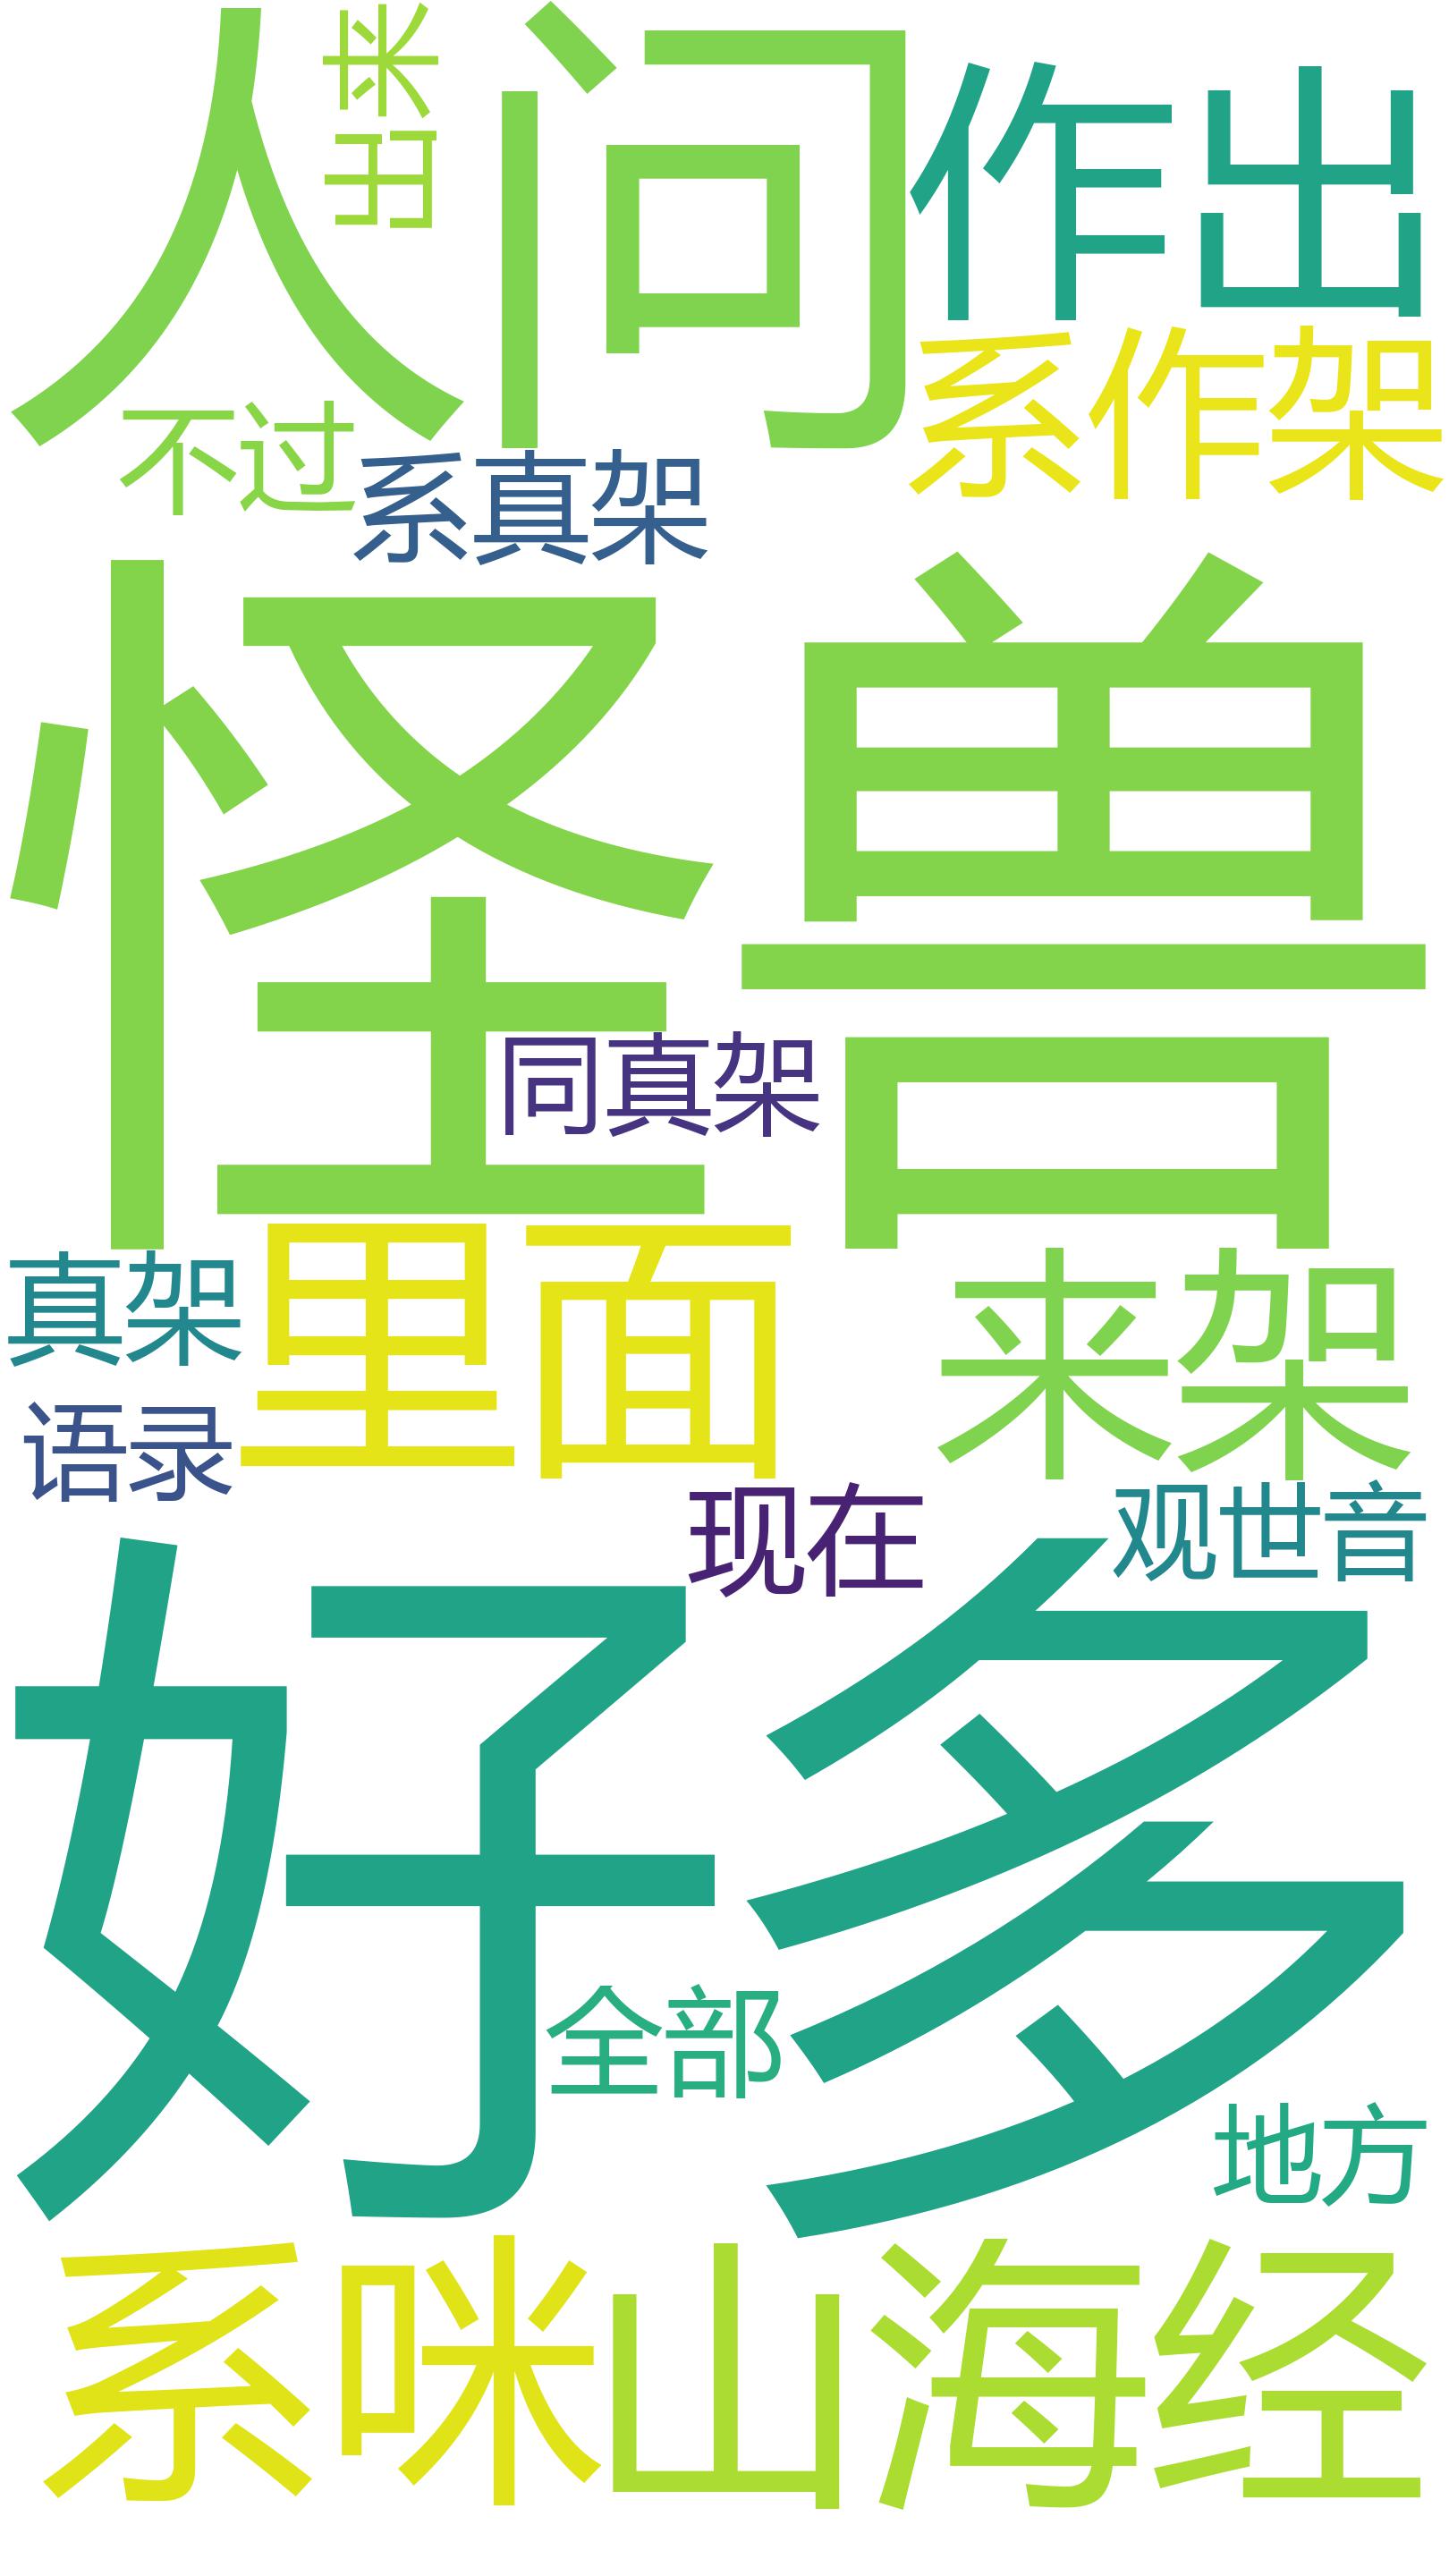 人问
出来
作出
系作架
不过
系真架
怪兽
同真架
里面
真架
来架
语录
现在
观世音
好多
全部
地方
系咪
山海经